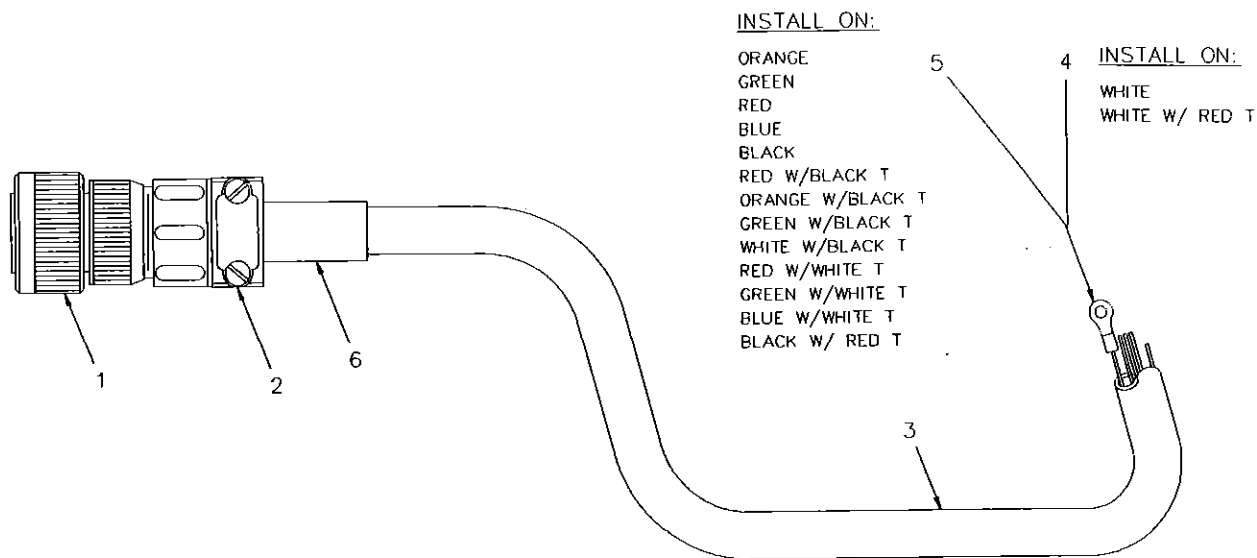 INSTALL ON:
ORANGE
GREEN
RED
BLUE
BLACK
RED W/BLACK T
ORANGE W/BLACK T
GREEN W/BLACK T
WHITE W/BLACK T
RED W/WHITE T
GREEN W/WHITE T
BLUE W/WHITE T
BLACK W/ RED T
5
4
INSTALL ON:
WHITE
WHITE W/ RED T
1
2
6
3